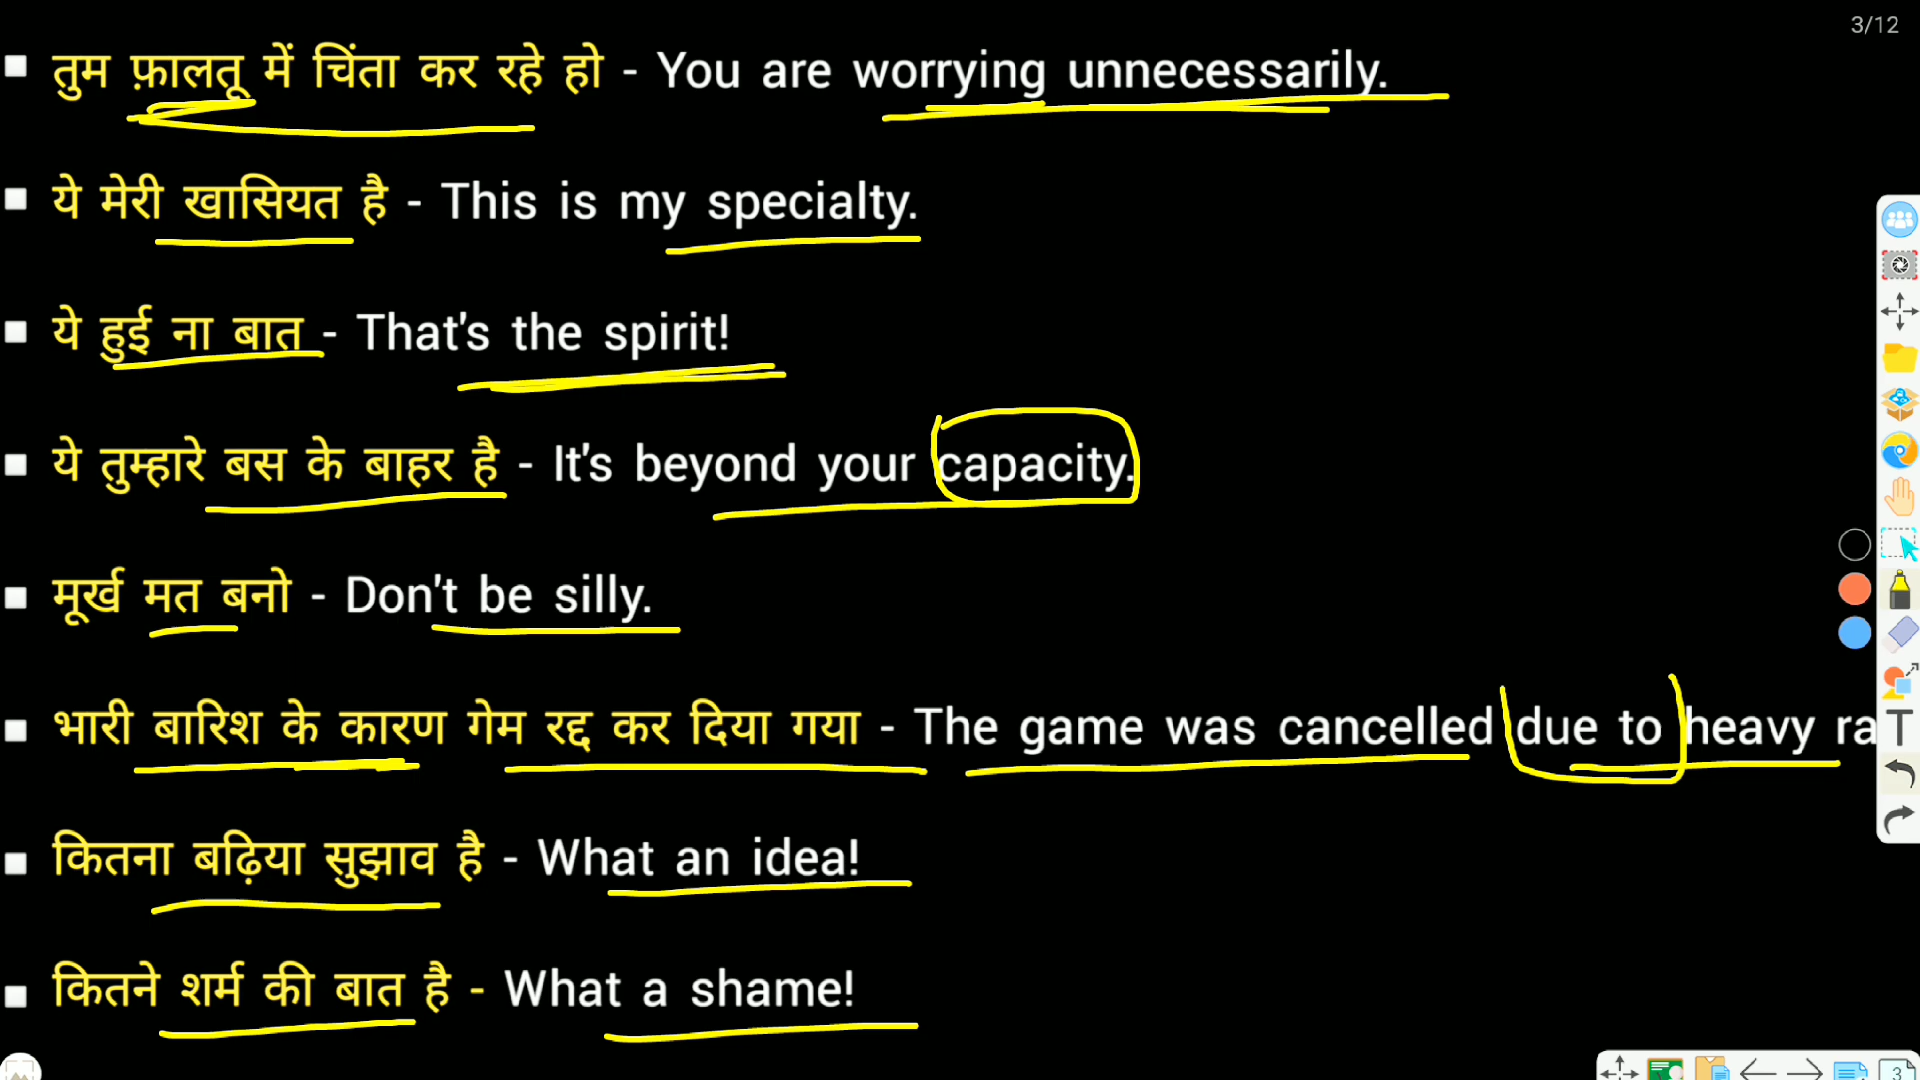 3/12
तुम फ़ालतू में चिंता कर रहे हो - You are worrying unnecessarily.
ये मेरी खासियत है - This is my specialty.
ये हुई ना बात - That's the spirit!
ये तुम्हारे बस के बाहर है - It's beyond your capacity.
मूर्ख मत बनो - Don't be silly.
भारी बारिश के कारण गेम रद्द कर दिया गया - The game was cancelled due to heavy ra
कितना बढ़िया सुझाव है - What an idea!
कितने शर्म की बात है - What a shame!
T
3